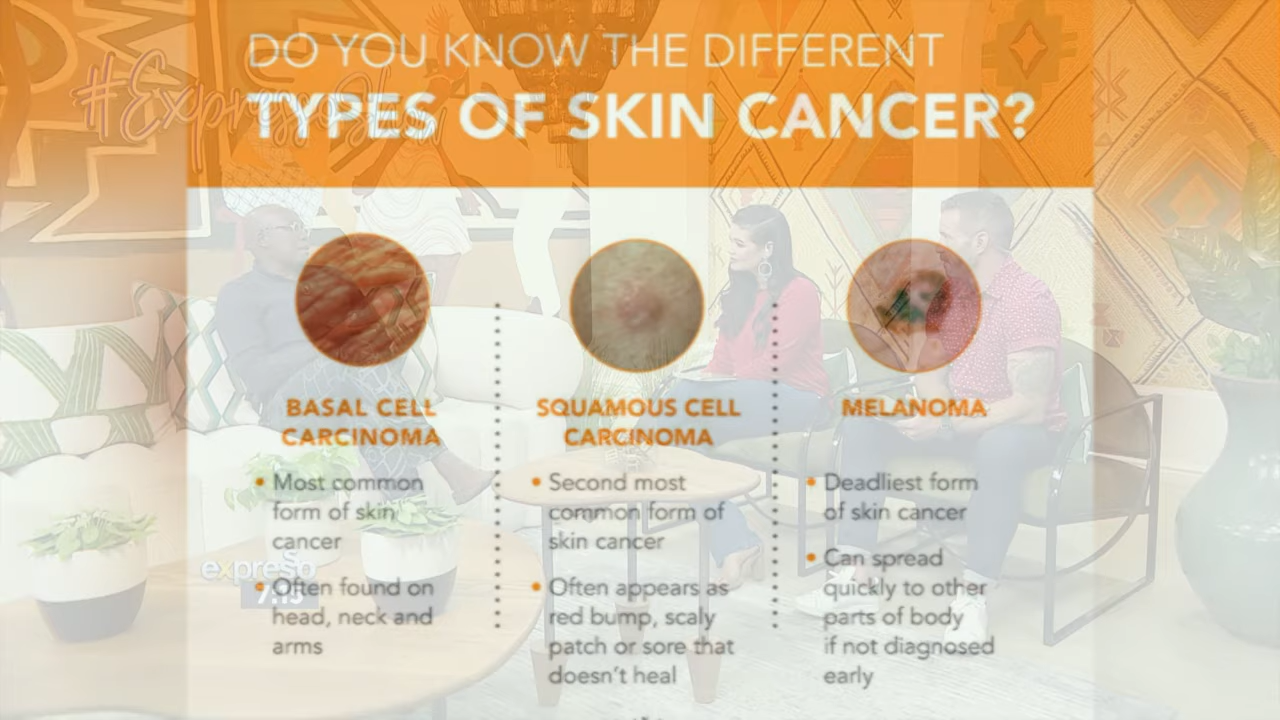 DO YOU KNOW THE DIFFERENT
#ExpressoShow
TYPES OF SKIN CANCER?
BASAL CELL
CARCINOMA
• Most common
form of skin
cancer
• Often found on
head, neck and
arms
SQUAMOUS CELL
CARCINOMA
• Second most
common form of
skin cancer
• Often appears as
red bump, scaly
patch or sore that
doesn't heal
MELANOMA
• Deadliest form
of skin cancer
• Can spread
quickly to other
parts of body
if not diagnosed
early
expresso
7:15